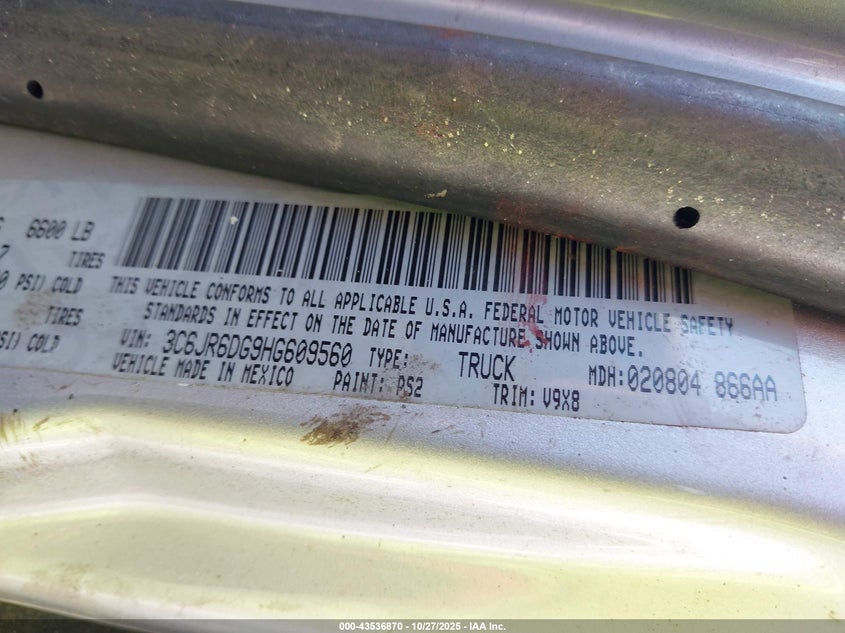 6600 LB
TIRES
PSI) COLD
TIRES
COLD
THIS VEHICLE CONFORMS TO ALL APPLICABLE U.S.A. FEDERAL MOTOR VEHICLE SAFETY
STANDARDS IN EFFECT ON THE DATE OF MANUFACTURE SHOWN ABOVE.
VIN: 3C6JR6DG9HG609560 TYPE: TRUCK MDH:020804 866AA
VEHICLE MADE IN MEXICO PAINT: PS2 TRIM: V9X8
000-43536870 | 10/27/2025 | IAA Inc.